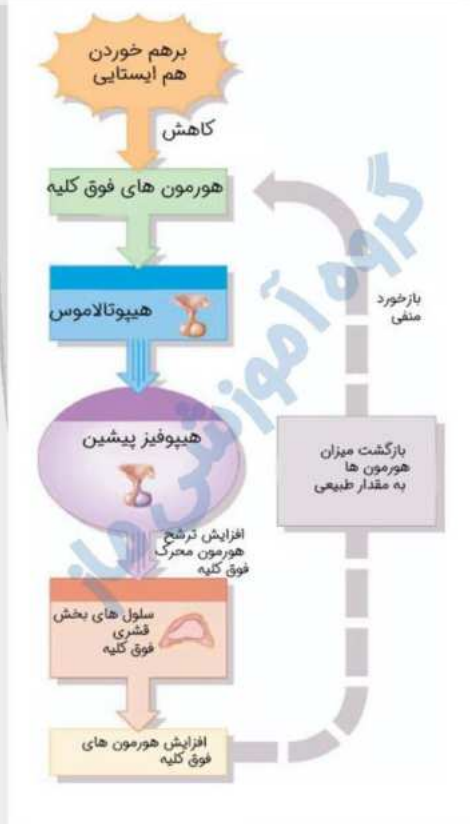 برهم خوردن
هم ایستایی
کاهش
هورمون های فوق کلیه
هیپوتالاموس
بازخورد
منفی
هیپوفیز پیشین
بازگشت میزان
هورمون ها
به مقدار طبیعی
افزایش ترشح
هورمون محرک
فوق کلیه
سلول های بخش
قشری
فوق کلیه
افزایش هورمون های
فوق کلیه
گروه آموزشی ماز